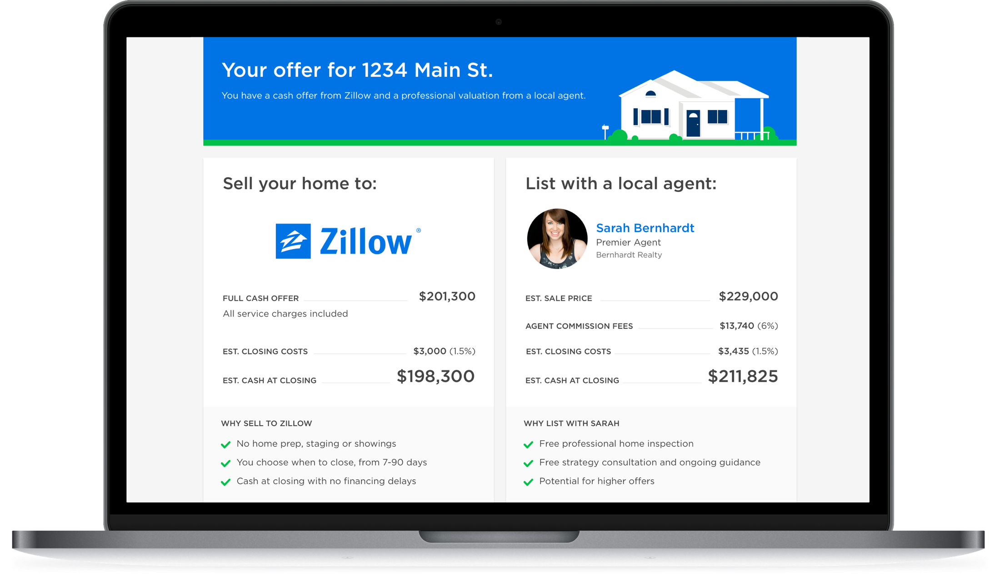 Your offer for 1234 Main St.
You have a cash offer from Zillow and a professional valuation from a local agent.
Sell your home to:
Zillow®
FULL CASH OFFER $201,300
All service charges included
EST. CLOSING COSTS $3,000 (1.5%)
EST. CASH AT CLOSING $198,300
WHY SELL TO ZILLOW
No home prep, staging or showings
You choose when to close, from 7-90 days
Cash at closing with no financing delays
List with a local agent:
Sarah Bernhardt
Premier Agent
Bernhardt Realty
EST. SALE PRICE $229,000
AGENT COMMISSION FEES $13,740 (6%)
EST. CLOSING COSTS $3,435 (1.5%)
EST. CASH AT CLOSING $211,825
WHY LIST WITH SARAH
Free professional home inspection
Free strategy consultation and ongoing guidance
Potential for higher offers